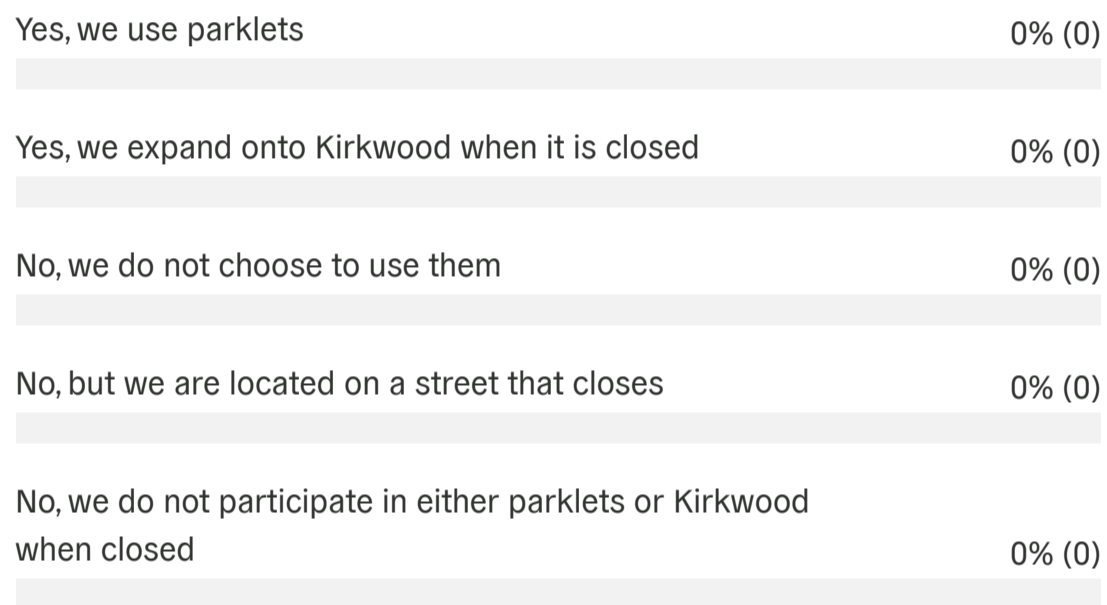 Yes, we use parklets 0% (0)
Yes, we expand onto Kirkwood when it is closed 0% (0)
No, we do not choose to use them 0% (0)
No, but we are located on a street that closes 0% (0)
No, we do not participate in either parklets or Kirkwood
when closed 0% (0)